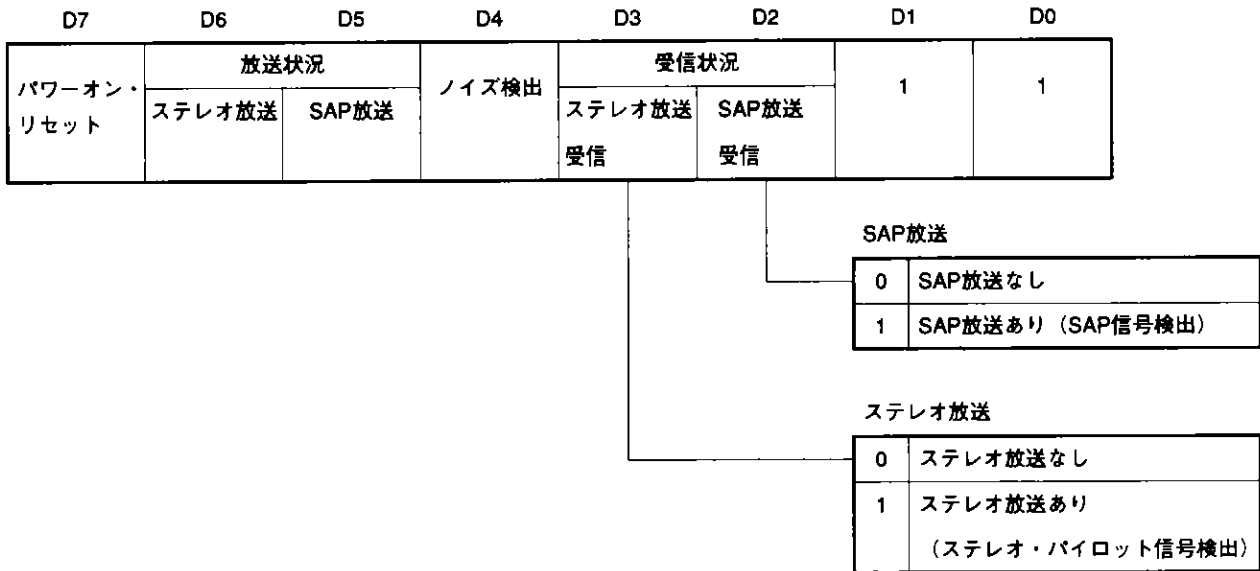 D7 D6 D5 D4 D3 D2 D1 D0
パワーオン・リセット
放送状況
ステレオ放送
SAP放送
ノイズ検出
受信状況
ステレオ放送受信
SAP放送受信
1
1
SAP放送
0 SAP放送なし
1 SAP放送あり（SAP信号検出）
ステレオ放送
0 ステレオ放送なし
1 ステレオ放送あり
（ステレオ・パイロット信号検出）